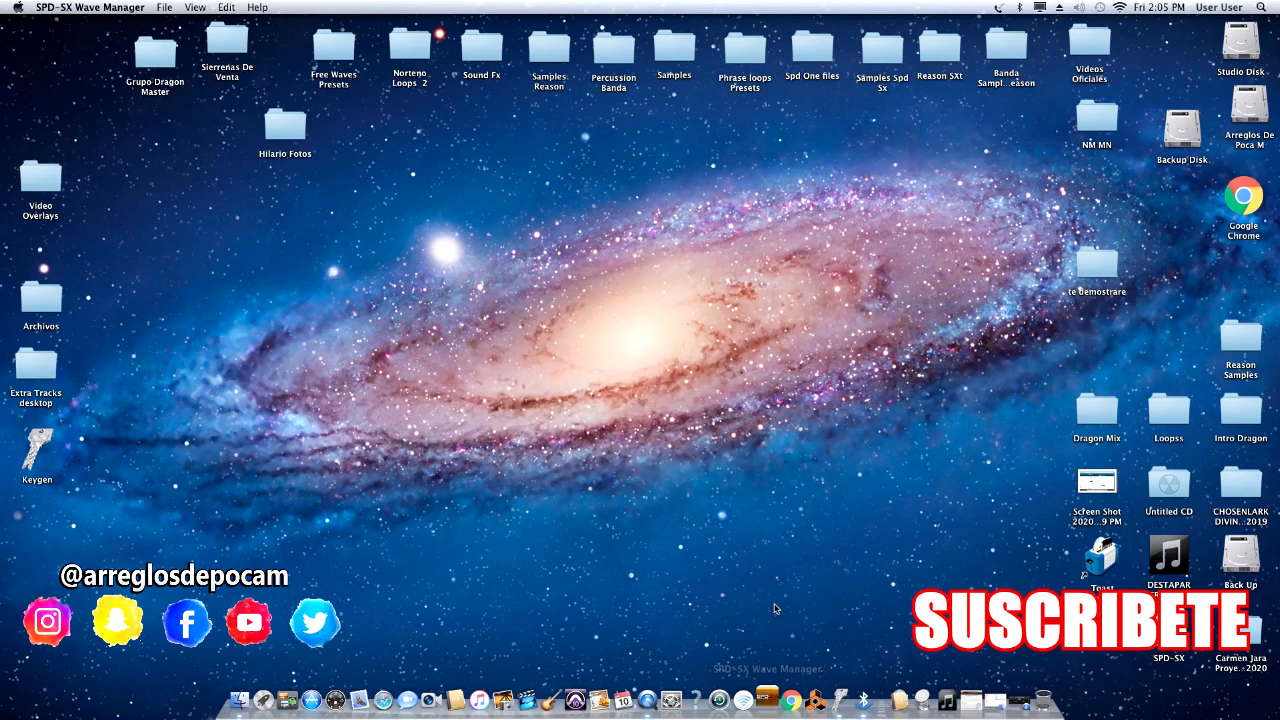 SPD-SX Wave Manager File Edit View Help
Fri 2:05 PM User User
Grupo Dragon
Master
Sierrenas De
Venta
Free Waves
Presets
Norteno
Loops 2
Sound Fx
Samples
Reason
Percussion
Banda
Samples
Phrase loops
Presets
Spd One files
Samples Spd
Sx
Reason SXt
Banda
Sampl...eason
Videos
Oficiales
Studio Disk
Hilario Fotos
NM MN
Backup Disk
Arreglos De
Poca M
Video
Overlays
Google
Chrome
Archivos
te demostrare
Reason
Samples
Extra Tracks
desktop
Dragon Mix
Loopss
Intro Dragon
Keygen
Screen Shot
2020...9 PM
Untitled CD
CHOSENLARK
DIVIN...2019
Toast
DESTAPAR
Back Up
@arreglosdepocam
SUSCRIBETE
SPD-SX
Carmen Jara
Proye...2020
SPD-SX Wave Manager
10